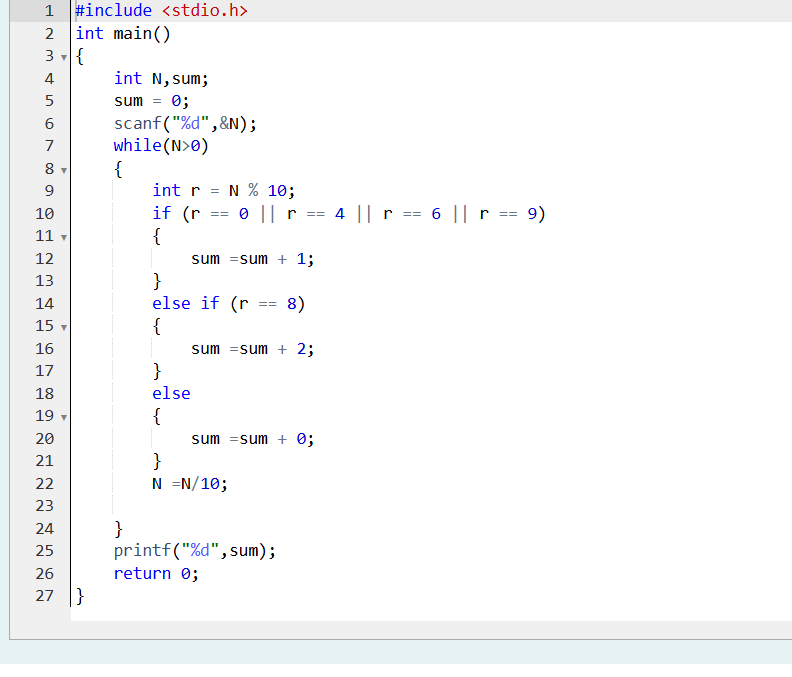 1 #include <stdio.h>
2 int main()
3 {
4 int N,sum;
5 sum = 0;
6 scanf("%d",&N);
7 while(N>0)
8 {
9 int r = N % 10;
10 if (r == 0 || r == 4 || r == 6 || r == 9)
11 {
12 sum =sum + 1;
13 }
14 else if (r == 8)
15 {
16 sum =sum + 2;
17 }
18 else
19 {
20 sum =sum + 0;
21 }
22 N =N/10;
23
24 }
25 printf("%d",sum);
26 return 0;
27 }